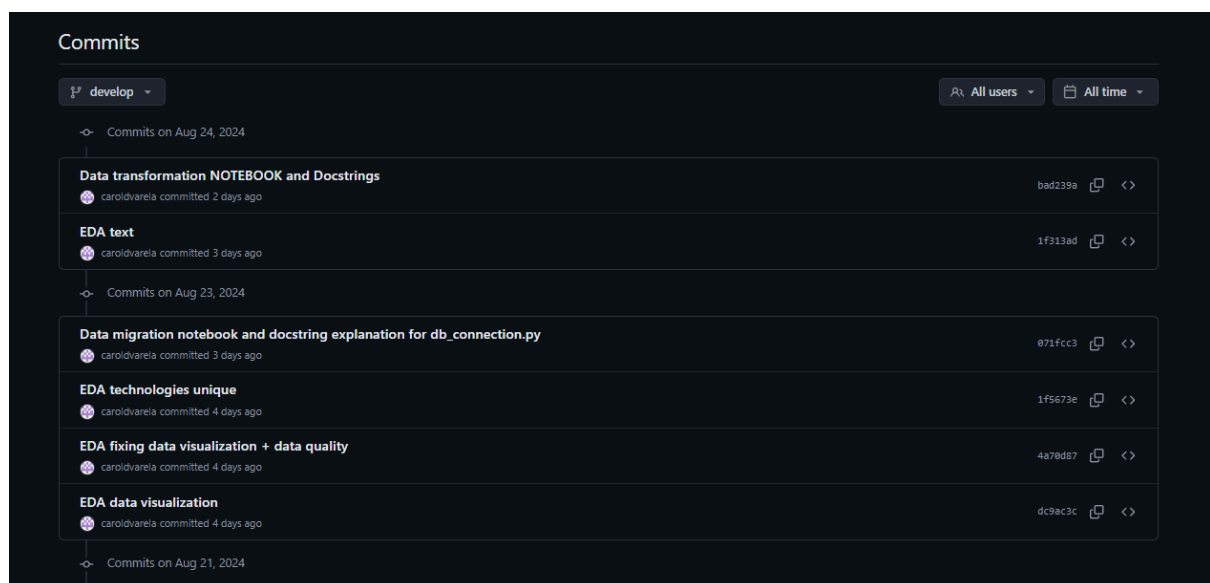 Commits
develop
All users
All time
Commits on Aug 24, 2024
Data transformation NOTEBOOK and Docstrings
caroldvarela committed 2 days ago
bad239a
EDA text
caroldvarela committed 3 days ago
1f313ad
Commits on Aug 23, 2024
Data migration notebook and docstring explanation for db_connection.py
caroldvarela committed 3 days ago
071fcc3
EDA technologies unique
caroldvarela committed 4 days ago
1f5673e
EDA fixing data visualization + data quality
caroldvarela committed 4 days ago
4a70d87
EDA data visualization
caroldvarela committed 4 days ago
dc9ac3c
Commits on Aug 21, 2024